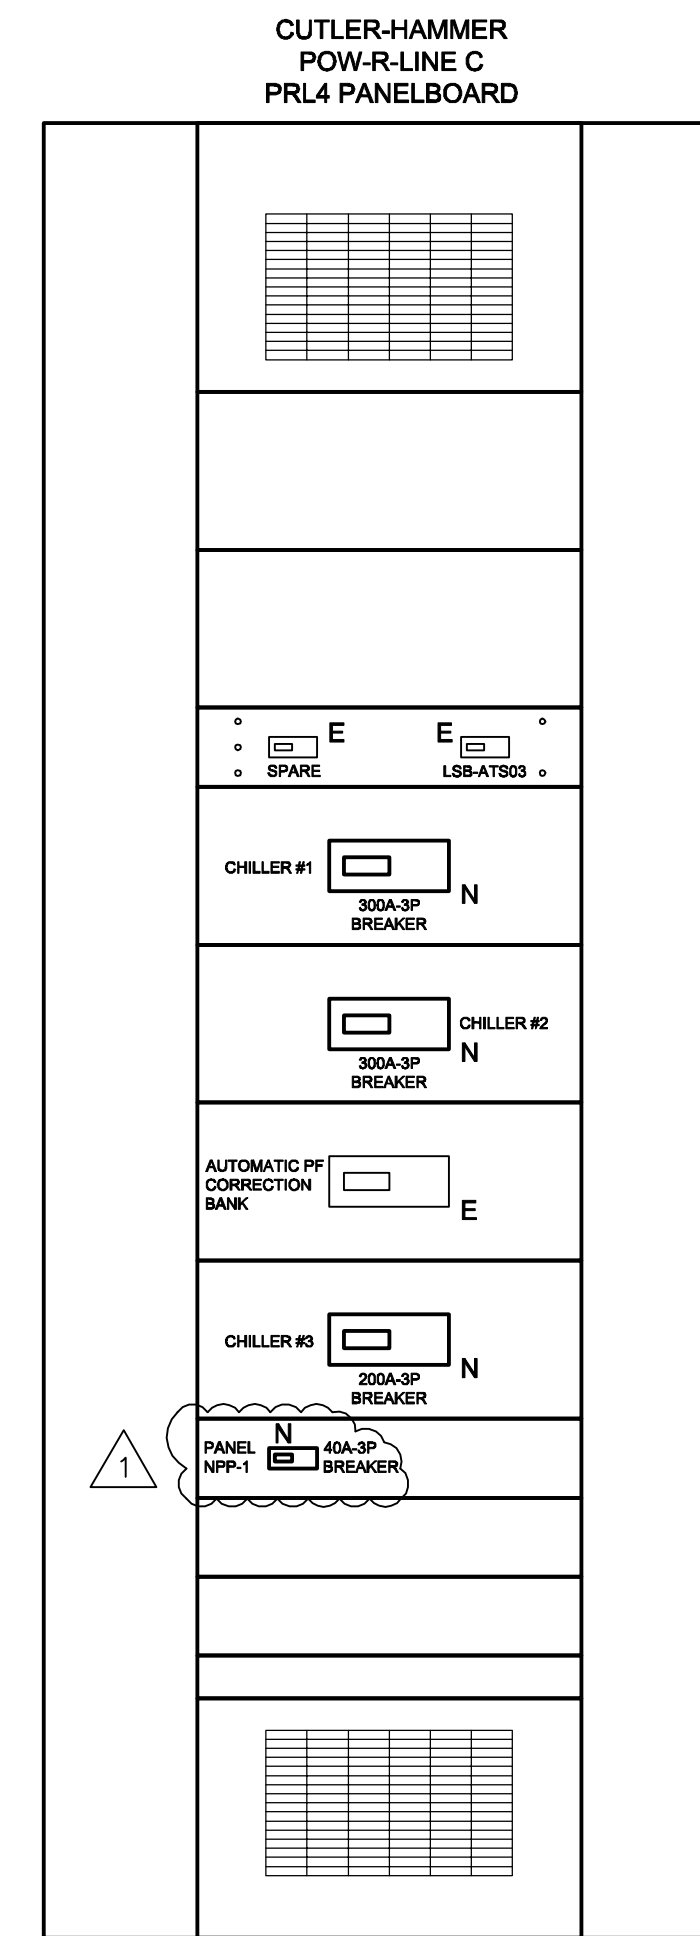 CUTLER-HAMMER
POW-R-LINE C
PRL4 PANELBOARD
E
E
SPARE
LSB-ATS03
CHILLER #1
N
300A-3P
BREAKER
CHILLER #2
N
300A-3P
BREAKER
AUTOMATIC PF
CORRECTION
BANK
E
CHILLER #3
N
200A-3P
BREAKER
1
N
PANEL
NPP-1
40A-3P
BREAKER